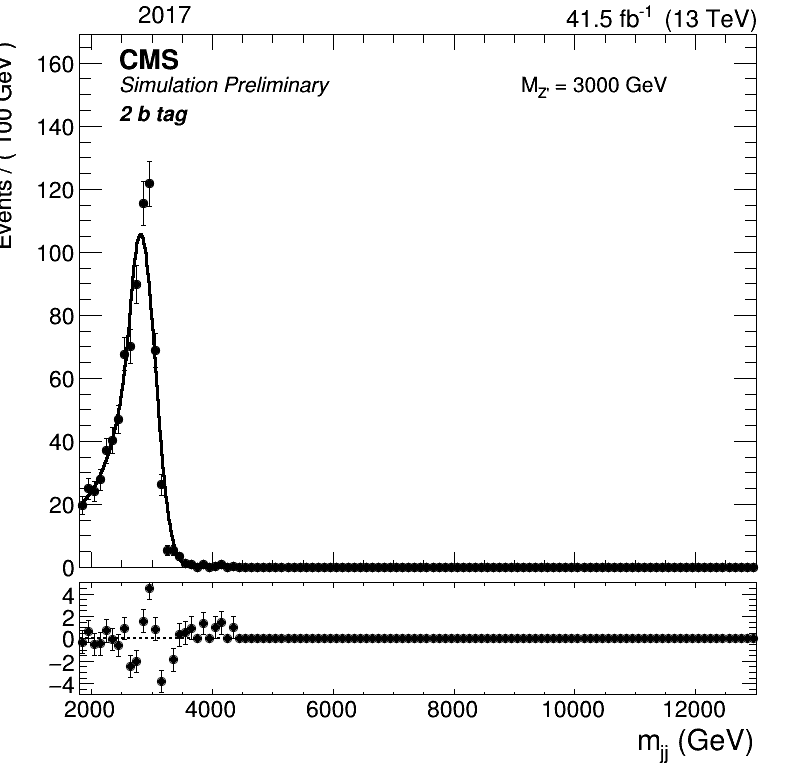 2017
41.5 fb⁻¹ (13 TeV)
CMS
Simulation Preliminary
2 b tag
M_Z' = 3000 GeV
Events / ( 100 GeV )
160
140
120
100
80
60
40
20
0
4
2
0
−2
−4
2000 4000 6000 8000 10000 12000
m_jj (GeV)